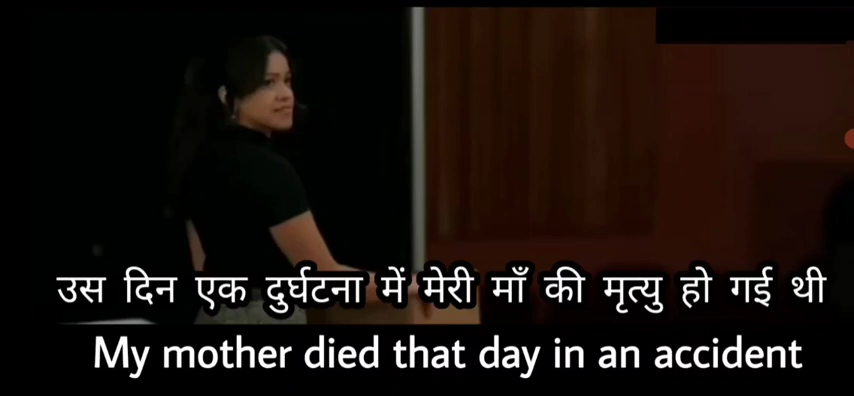 उस दिन एक दुर्घटना में मेरी माँ की मृत्यु हो गई थी
My mother died that day in an accident